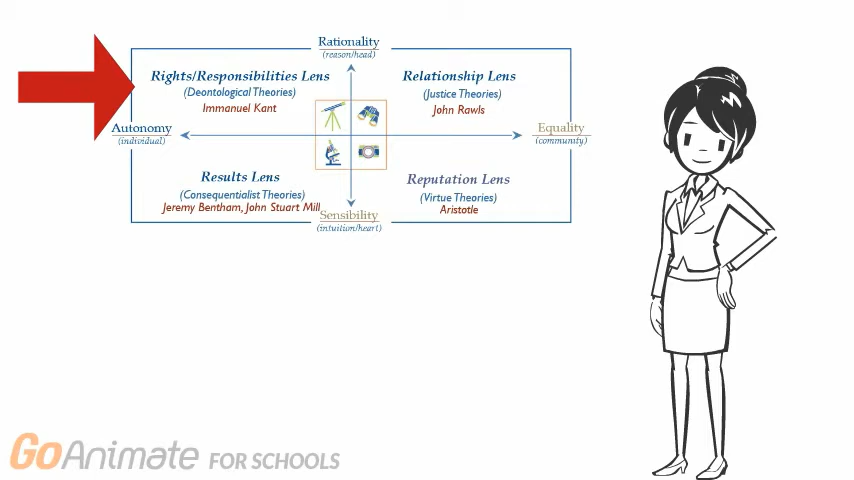 Rationality
(reason/head)
Rights/Responsibilities Lens
(Deontological Theories)
Immanuel Kant
Relationship Lens
(Justice Theories)
John Rawls
Autonomy
(individual)
Equality
(community)
Results Lens
(Consequentialist Theories)
Jeremy Bentham, John Stuart Mill
Reputation Lens
(Virtue Theories)
Aristotle
Sensibility
(intuition/heart)
GoAnimate FOR SCHOOLS